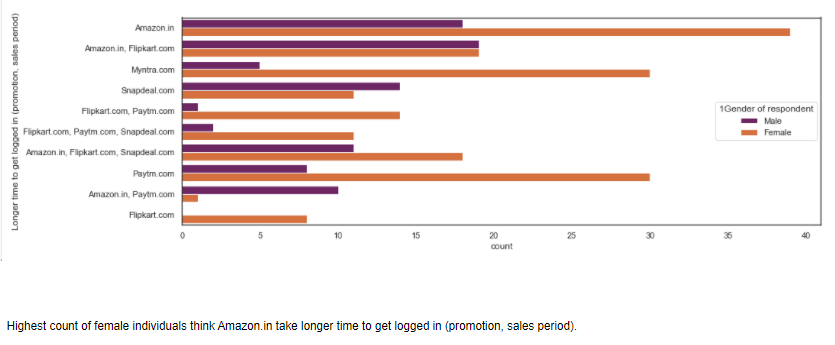 Longer time to get logged in (promotion, sales period)
Amazon.in
Amazon.in, Flipkart.com
Myntra.com
Snapdeal.com
Flipkart.com, Paytm.com
Flipkart.com, Paytm.com, Snapdeal.com
Amazon.in, Flipkart.com, Snapdeal.com
Paytm.com
Amazon.in, Paytm.com
Flipkart.com
1Gender of respondent
Male
Female
0 5 10 15 20 25 30 35 40
count
Highest count of female individuals think Amazon.in take longer time to get logged in (promotion, sales period).